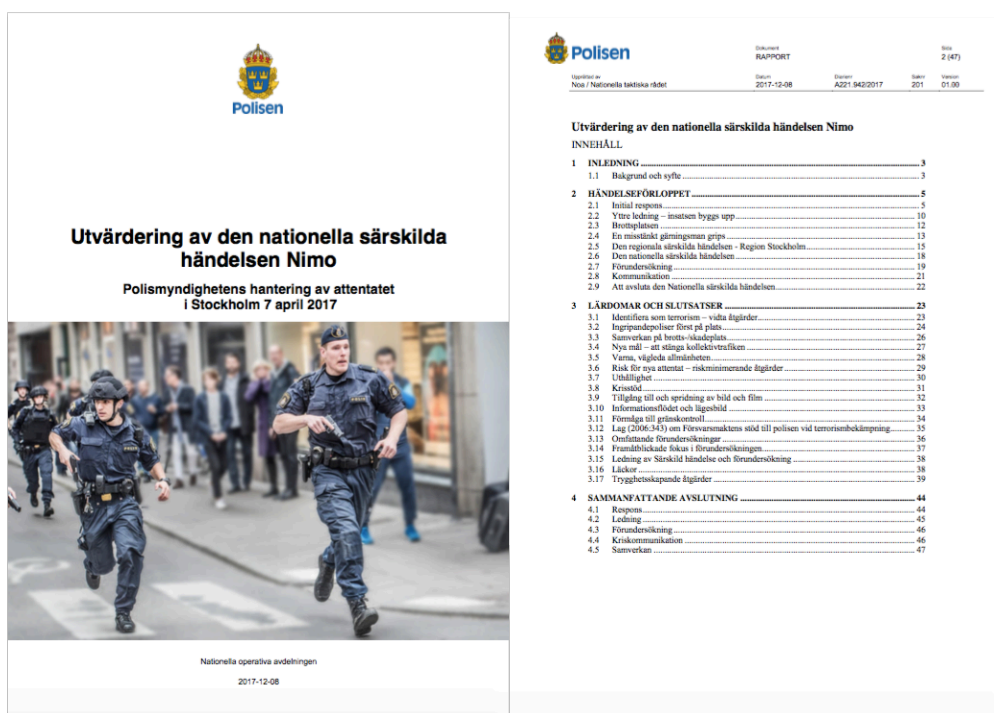 Polisen
Utvärdering av den nationella särskilda
händelsen Nimo
Polismyndighetens hantering av attentatet
i Stockholm 7 april 2017
POLIS
Nationella operativa avdelningen
2017-12-08
Polisen
Dokument
RAPPORT
Sida
2 (47)
Upprättad av
Noa / Nationella taktiska rådet
Datum
2017-12-08
Diarienr
A221.942/2017
Saknr
201
Version
01.00
Utvärdering av den nationella särskilda händelsen Nimo
INNEHÅLL
1 INLEDNING 3
1.1 Bakgrund och syfte 3
2 HÄNDELSEFÖRLOPPET 5
2.1 Initial respons 5
2.2 Yttre ledning – insatsen byggs upp 10
2.3 Brottsplatsen 12
2.4 En misstänkt gärningsman grips 13
2.5 Den regionala särskilda händelsen - Region Stockholm 15
2.6 Den nationella särskilda händelsen 18
2.7 Förundersökning 19
2.8 Kommunikation 21
2.9 Att avsluta den Nationella särskilda händelsen 22
3 LÄRDOMAR OCH SLUTSATSER 23
3.1 Identifiera som terrorism – vidta åtgärder 23
3.2 Ingripandepoliser först på plats 24
3.3 Samverkan på brotts-/skadeplats 26
3.4 Nya mål – att stänga kollektivtrafiken 27
3.5 Varna, vägleda allmänheten 28
3.6 Risk för nya attentat – riskminimerande åtgärder 29
3.7 Uthållighet 30
3.8 Krisstöd 31
3.9 Tillgång till och spridning av bild och film 32
3.10 Informationsflödet och lägesbild 33
3.11 Förmåga till gränskontroll 34
3.12 Lag (2006:343) om Försvarsmaktens stöd till polisen vid terrorismbekämpning 35
3.13 Omfattande förundersökningar 36
3.14 Framåtblickade fokus i förundersökningen 37
3.15 Ledning av Särskild händelse och förundersökning 38
3.16 Läckor 38
3.17 Trygghetsskapande åtgärder 39
4 SAMMANFATTANDE AVSLUTNING 44
4.1 Respons 44
4.2 Ledning 45
4.3 Förundersökning 46
4.4 Kriskommunikation 46
4.5 Samverkan 47